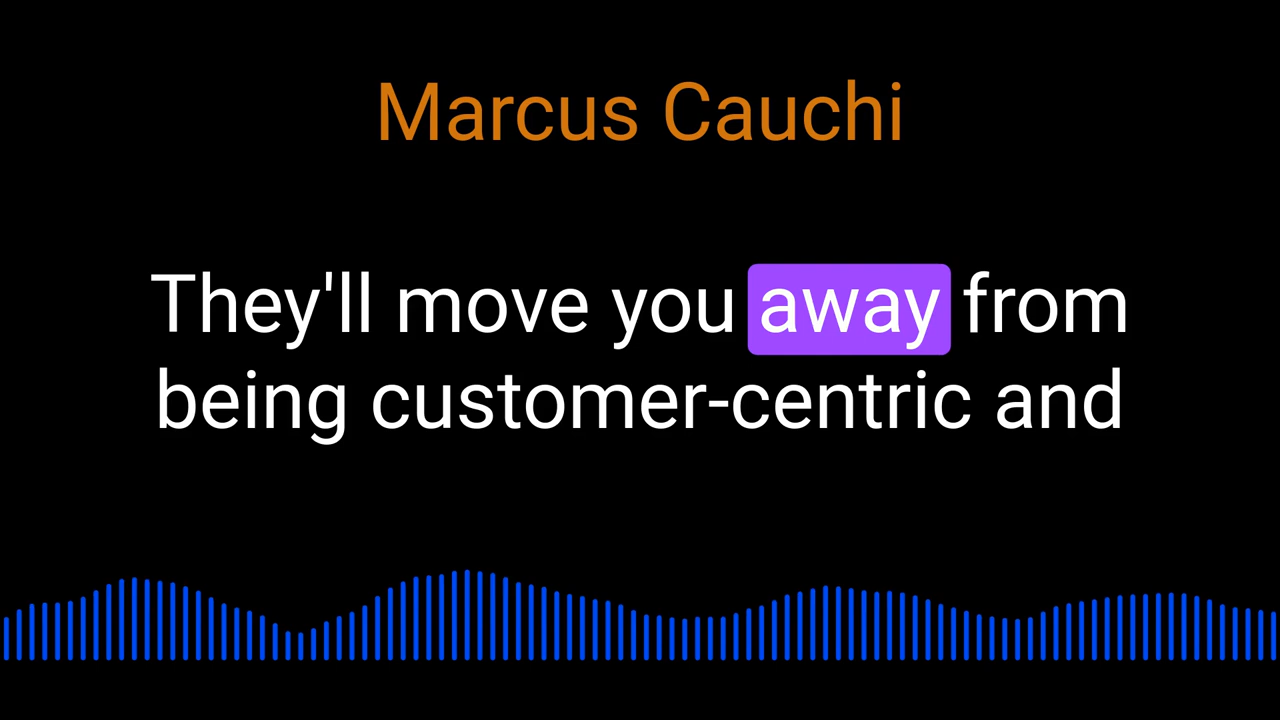 Marcus Cauchi
They'll move you away from
being customer-centric and